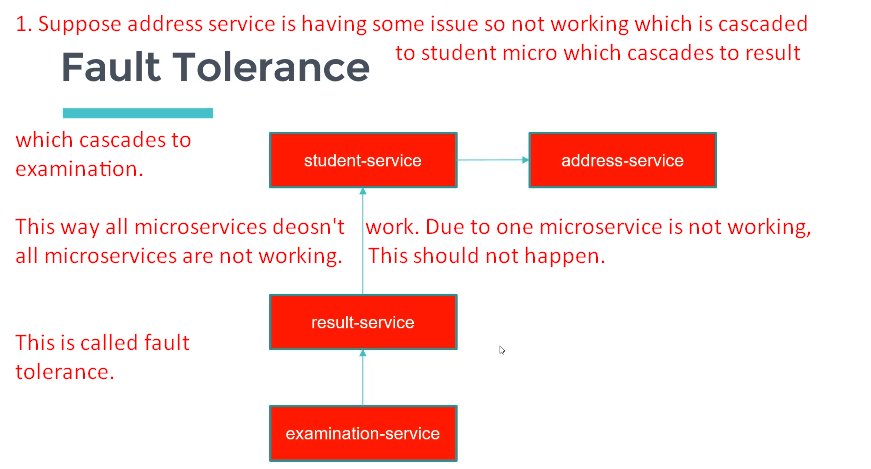 1. Suppose address service is having some issue so not working which is cascaded
to student micro which cascades to result
Fault Tolerance
which cascades to
examination.
student-service
address-service
This way all microservices deosn't work. Due to one microservice is not working,
all microservices are not working. This should not happen.
result-service
This is called fault
tolerance.
examination-service